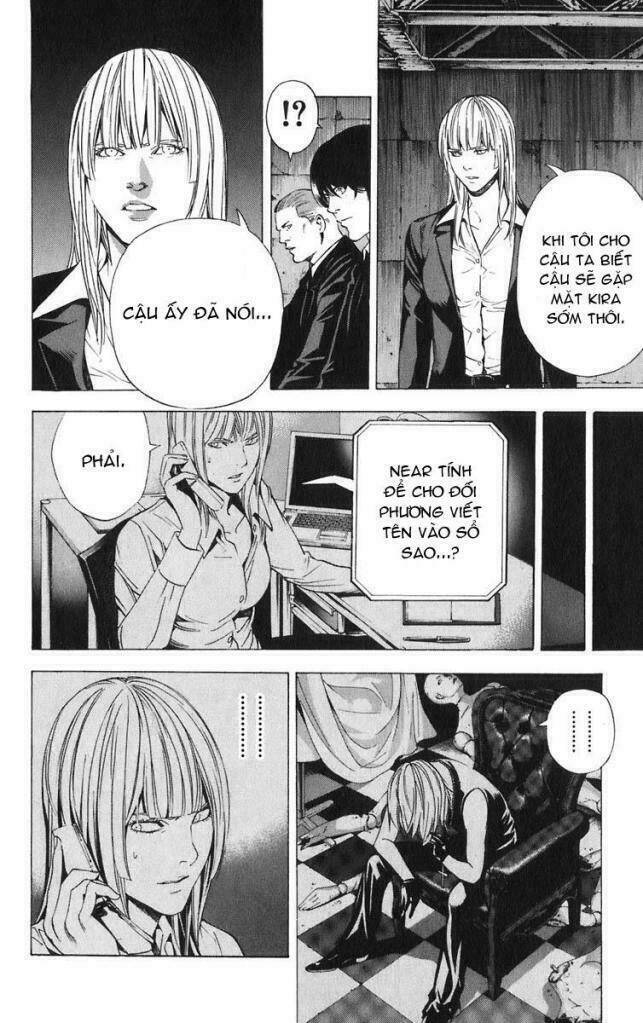 KHI TÔI CHO
CẬU TA BIẾT
CẬU SẼ GẶP
MẶT KIRA
SỚM THÔI.
!?
CẬU ẤY ĐÃ NÓI...
NEAR TÍNH
ĐỂ CHO ĐỐI
PHƯƠNG VIẾT
TÊN VÀO SỔ
SAO...?
PHẢI.
......
......